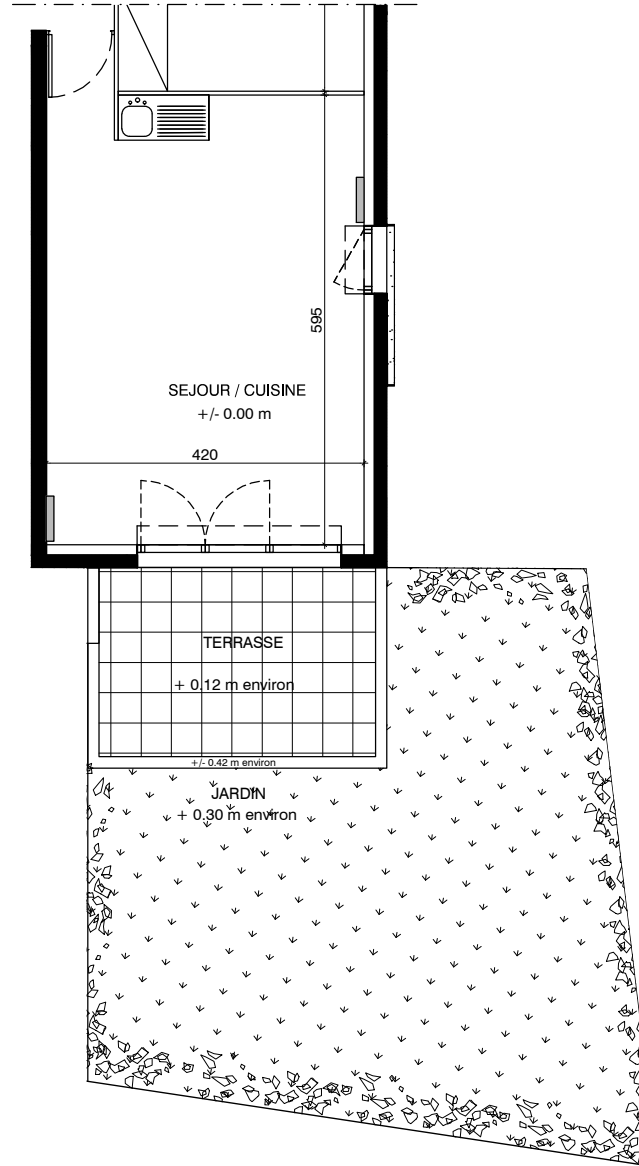 595
SEJOUR / CUISINE
+/- 0.00 m
420
TERRASSE
+ 0.12 m environ
+/- 0.42 m environ
JARDIN
+ 0.30 m environ